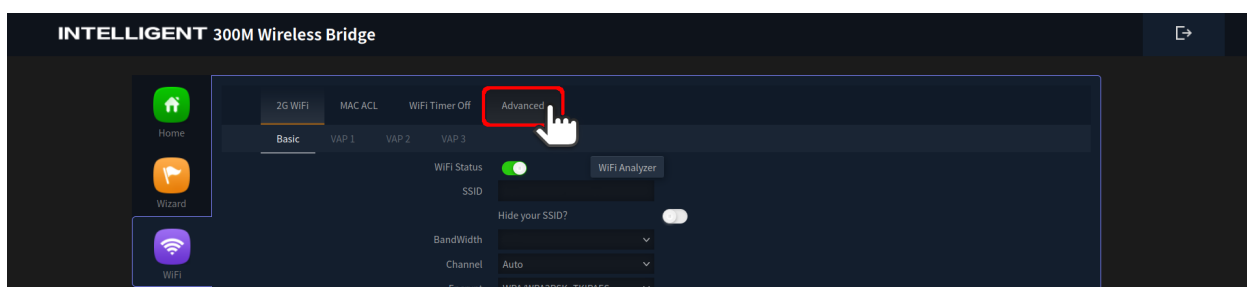 INTELLIGENT 300M Wireless Bridge
Home
Wizard
WiFi
2G WiFi MAC ACL WiFi Timer Off Advanced
Basic VAP 1 VAP 2 VAP 3
WiFi Status WiFi Analyzer
SSID
Hide your SSID?
BandWidth
Channel Auto